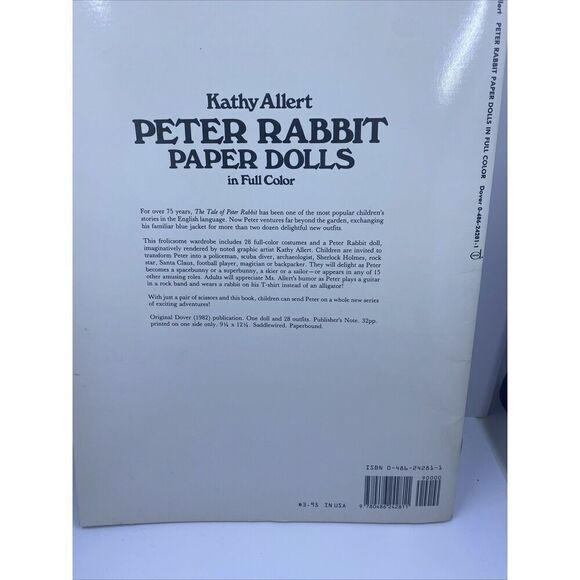 Kathy Allert
PETER RABBIT
PAPER DOLLS
in Full Color
For over 75 years, The Tale of Peter Rabbit has been one of the most popular children's
stories in the English language. Now Peter ventures far beyond the garden, exchanging
his familiar blue jacket for more than two dozen delightful new outfits.
This frolicsome wardrobe includes 28 full-color costumes and a Peter Rabbit doll,
imaginatively rendered by noted graphic artist Kathy Allert. Children are invited to
transform Peter into a policeman, scuba diver, archaeologist, Sherlock Holmes, rock
star, Santa Claus, football player, magician or backpacker. They will delight as Peter
becomes a spacebunny or a superbunny, a skier or a sailor—or appears in any of 15
other amusing roles. Adults will appreciate Ms. Allert's humor as Peter plays a guitar
in a rock band and wears a rabbit on his T-shirt instead of an alligator!
With just a pair of scissors and this book, children can send Peter on a whole new series
of exciting adventures!
Original Dover (1982) publication. One doll and 28 outfits. Publisher's Note. 32pp.
printed on one side only. 9¼ x 12¼. Saddlewired. Paperbound.
ISBN 0-486-24281-1
90000
9 780486 242811
$3.95 IN USA
llert PETER RABBIT PAPER DOLLS IN FULL COLOR Dover 0-486-24281-1